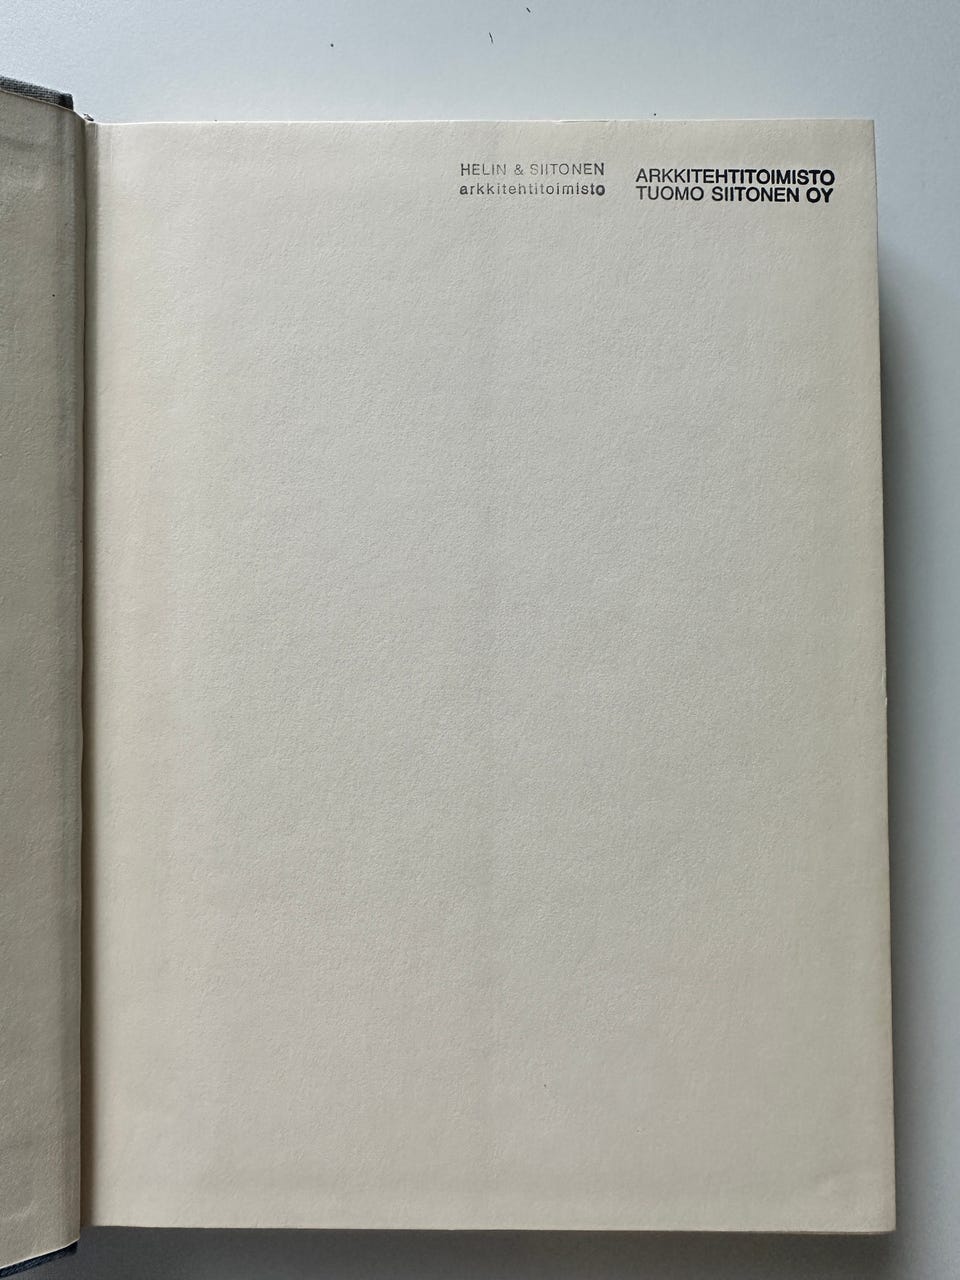 HELIN & SIITONEN
arkkitehtitoimisto
ARKKITEHTITOIMISTO
TUOMO SIITONEN OY